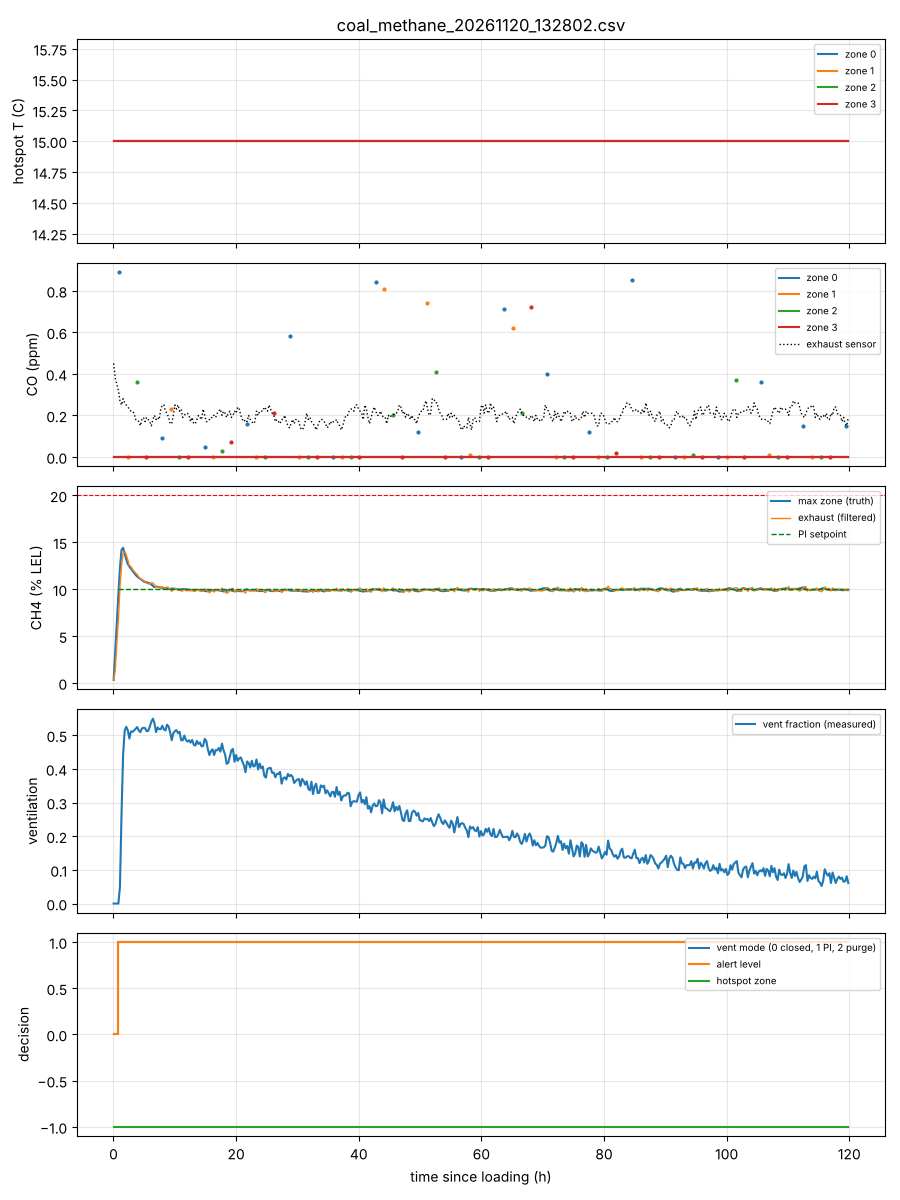 coal_methane_20261120_132802.csv
15.75
15.50
15.25
15.00
14.75
14.50
14.25
hotspot T (C)
zone 0
zone 1
zone 2
zone 3
0.8
0.6
0.4
0.2
0.0
CO (ppm)
zone 0
zone 1
zone 2
zone 3
exhaust sensor
20
15
10
5
0
CH4 (% LEL)
max zone (truth)
exhaust (filtered)
PI setpoint
0.5
0.4
0.3
0.2
0.1
0.0
ventilation
vent fraction (measured)
1.0
0.5
0.0
−0.5
−1.0
decision
vent mode (0 closed, 1 PI, 2 purge)
alert level
hotspot zone
0 20 40 60 80 100 120
time since loading (h)